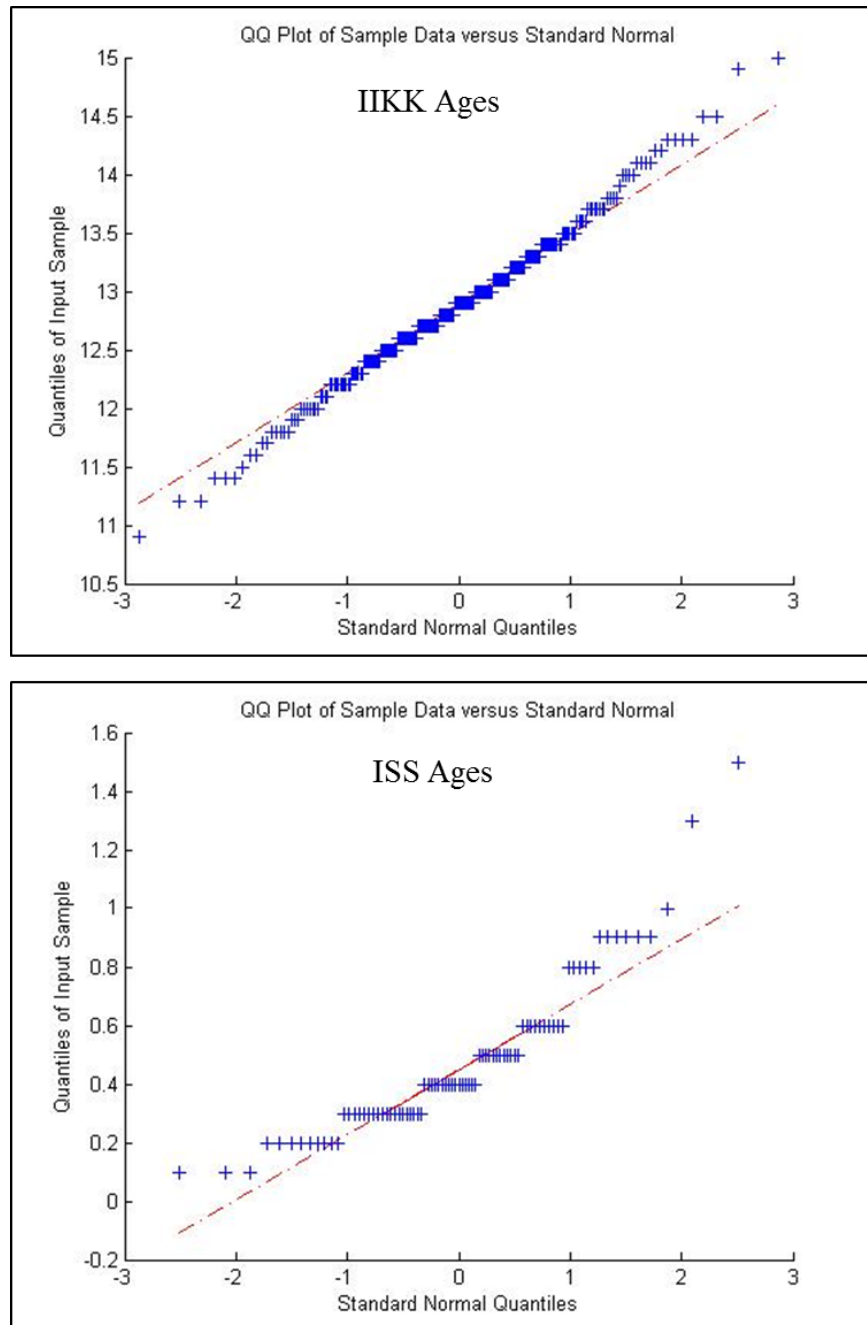 QQ Plot of Sample Data versus Standard Normal
IIKK Ages
15
14.5
14
13.5
13
12.5
12
11.5
11
10.5
Quantiles of Input Sample
-3 -2 -1 0 1 2 3
Standard Normal Quantiles
QQ Plot of Sample Data versus Standard Normal
ISS Ages
1.6
1.4
1.2
1
0.8
0.6
0.4
0.2
0
-0.2
Quantiles of Input Sample
-3 -2 -1 0 1 2 3
Standard Normal Quantiles